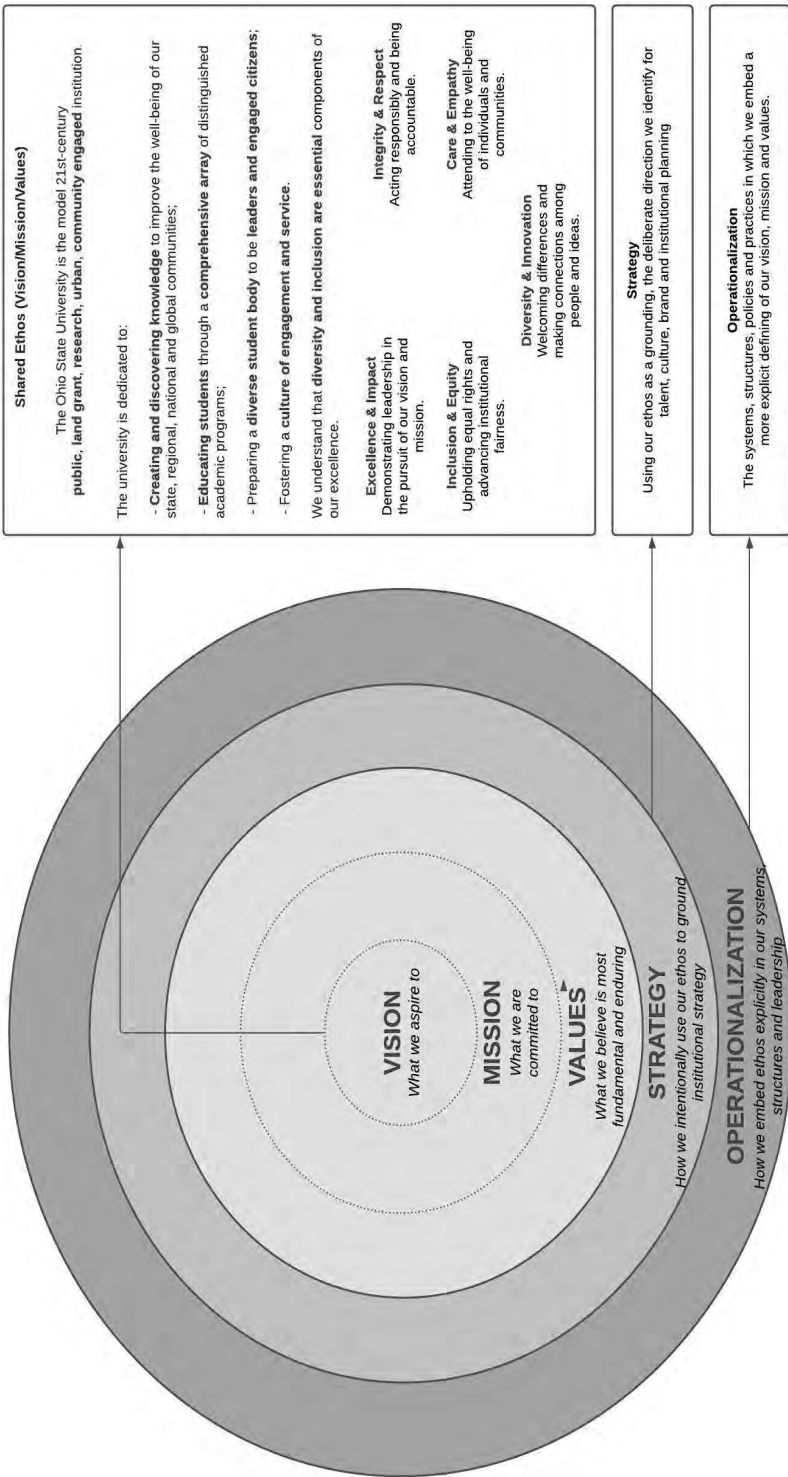 Shared Ethos (Vision/Mission/Values)
The Ohio State University is the model 21st-century
public, land grant, research, urban, community engaged institution.
The university is dedicated to:
- Creating and discovering knowledge to improve the well-being of our
state, regional, national and global communities;
- Educating students through a comprehensive array of distinguished
academic programs;
- Preparing a diverse student body to be leaders and engaged citizens;
- Fostering a culture of engagement and service.
We understand that diversity and inclusion are essential components of
our excellence.
Excellence & Impact
Demonstrating leadership in
the pursuit of our vision and
mission.
Integrity & Respect
Acting responsibly and being
accountable.
Inclusion & Equity
Upholding equal rights and
advancing institutional
fairness.
Care & Empathy
Attending to the well-being
of individuals and
communities.
Diversity & Innovation
Welcoming differences and
making connections among
people and ideas.
Strategy
Using our ethos as a grounding, the deliberate direction we identify for
talent, culture, brand and institutional planning
Operationalization
The systems, structures, policies and practices in which we embed a
more explicit defining of our vision, mission and values.
VISION
What we aspire to
MISSION
What we are
committed to
VALUES
What we believe is most
fundamental and enduring
STRATEGY
How we intentionally use our ethos to ground
institutional strategy
OPERATIONALIZATION
How we embed ethos explicitly in our systems,
structures and leadership